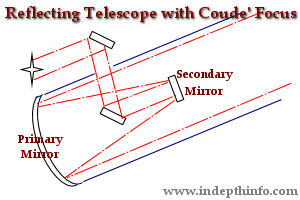 Reflecting Telescope with Coude' Focus
Secondary
Mirror
Primary
Mirror
www.indepthinfo.com